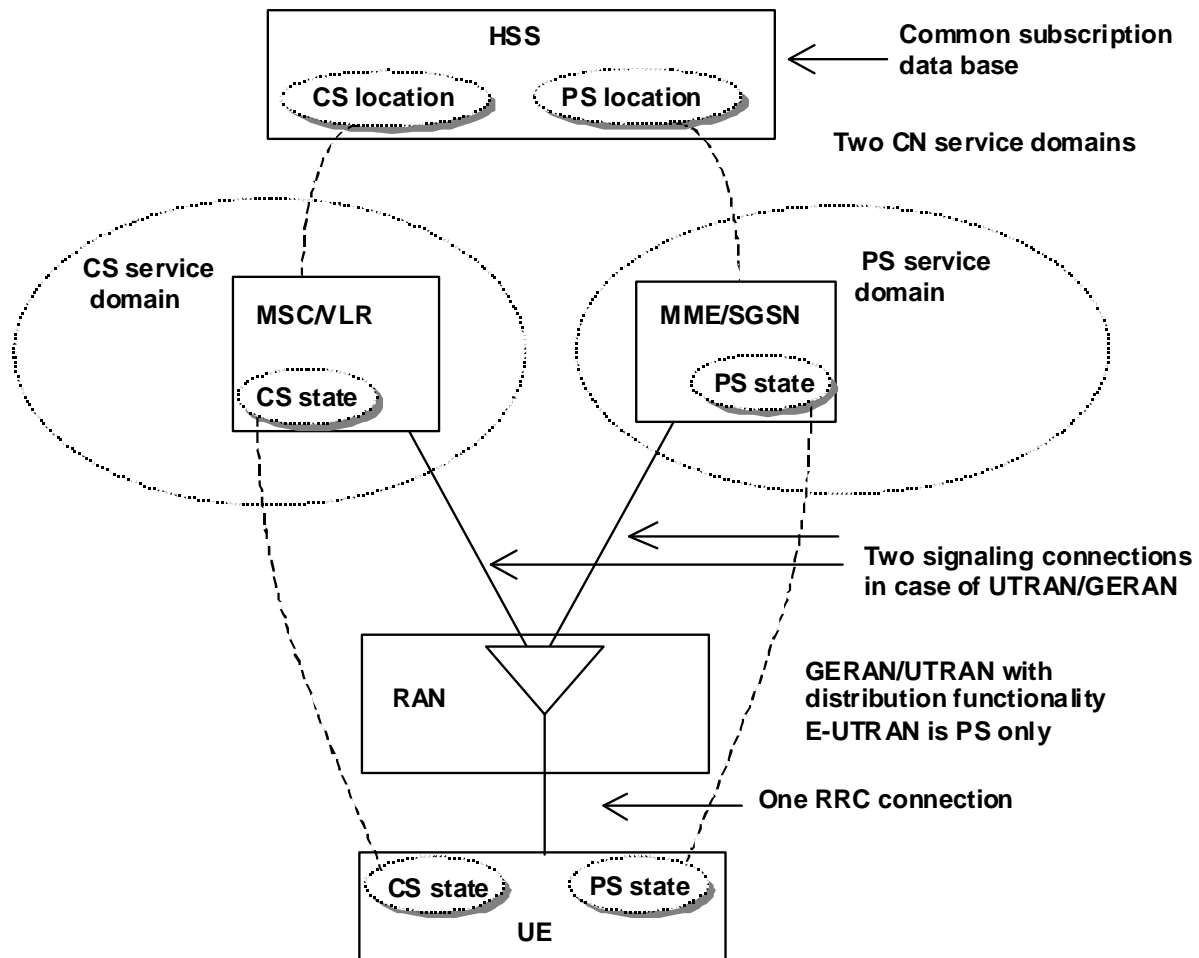 HSS
Common subscription
data base
CS location
PS location
Two CN service domains
CS service
domain
PS service
domain
MSC/VLR
MME/SGSN
CS state
PS state
Two signaling connections
in case of UTRAN/GERAN
RAN
GERAN/UTRAN with
distribution functionality
E-UTRAN is PS only
One RRC connection
CS state
PS state
UE